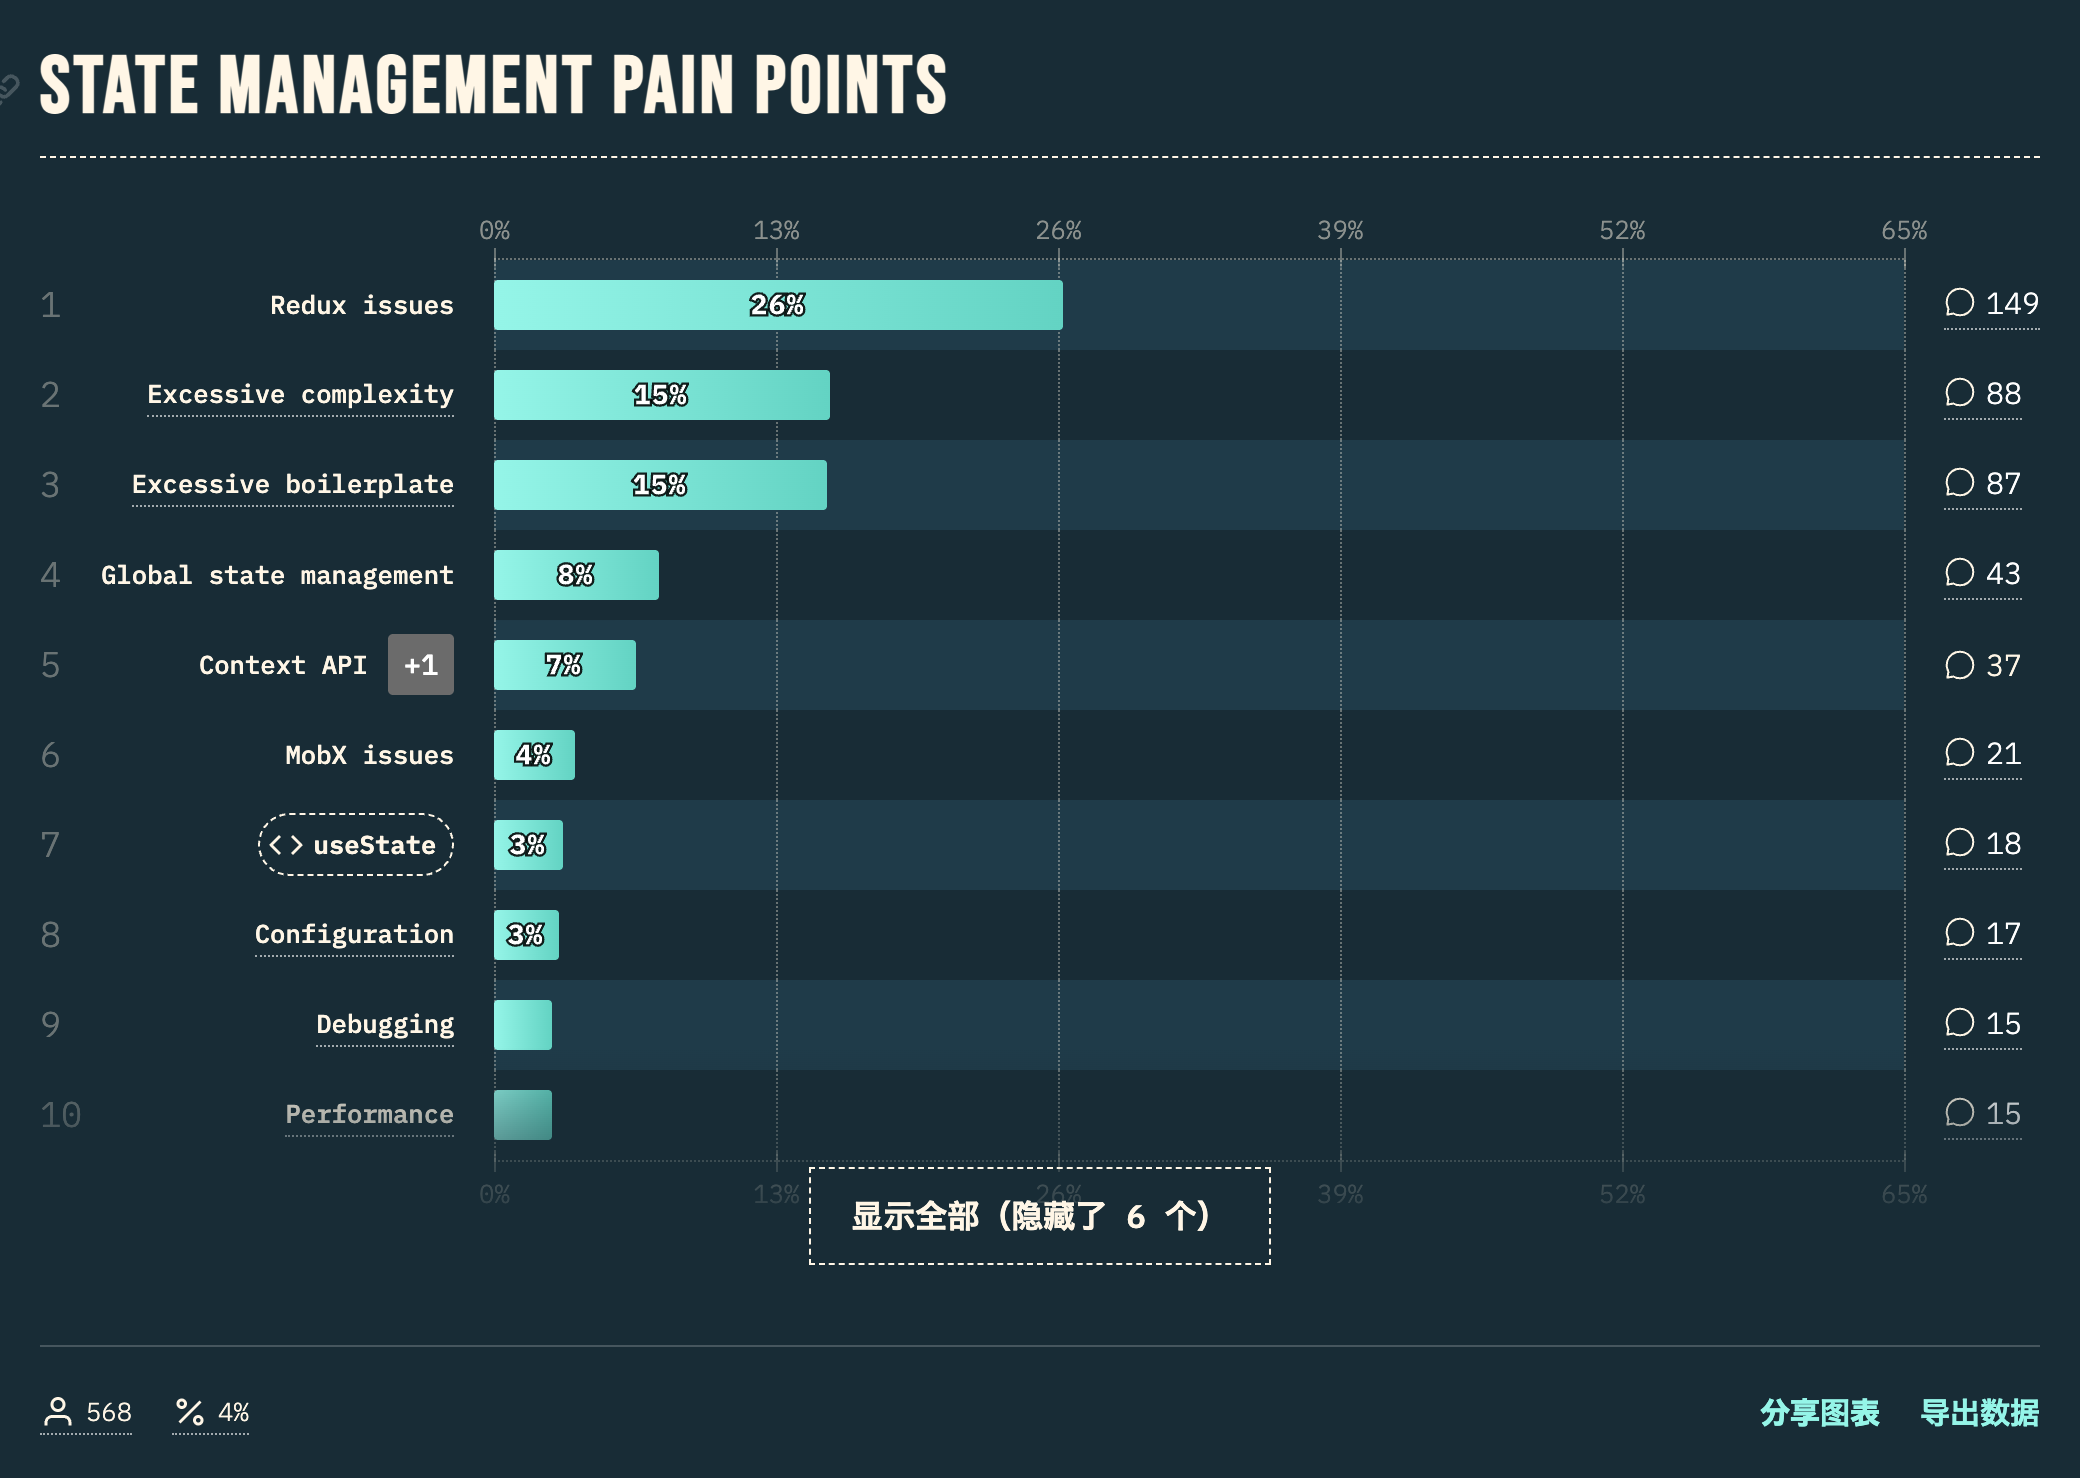 STATE MANAGEMENT PAIN POINTS
0% 13% 26% 39% 52% 65%
1 Redux issues 26% 149
2 Excessive complexity 15% 88
3 Excessive boilerplate 15% 87
4 Global state management 8% 43
5 Context API +1 7% 37
6 MobX issues 4% 21
7 <> useState 3% 18
8 Configuration 3% 17
9 Debugging 15
10 Performance 15
0% 13% 26% 39% 52% 65%
显示全部（隐藏了 6 个）
568 % 4% 分享图表 导出数据